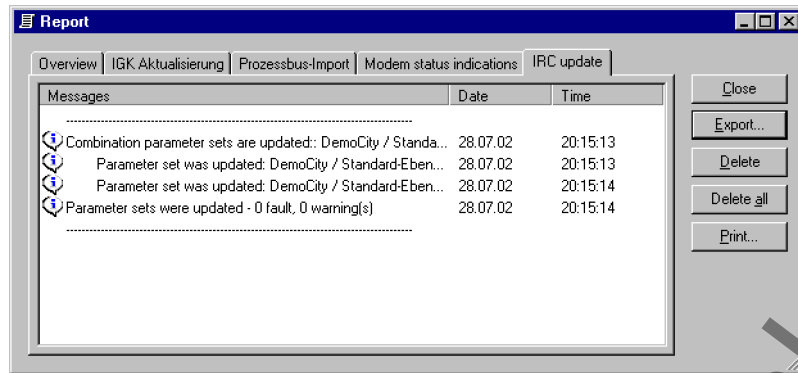 Report
Overview IGK Aktualisierung Prozessbus-Import Modem status indications IRC update
Messages Date Time
--------------------------------------------------------------------------------
Combination parameter sets are updated:: DemoCity / Standa... 28.07.02 20:15:13
Parameter set was updated: DemoCity / Standard-Eben... 28.07.02 20:15:13
Parameter set was updated: DemoCity / Standard-Eben... 28.07.02 20:15:14
Parameter sets were updated - 0 fault, 0 warning(s) 28.07.02 20:15:14
--------------------------------------------------------------------------------
Close
Export...
Delete
Delete all
Print...